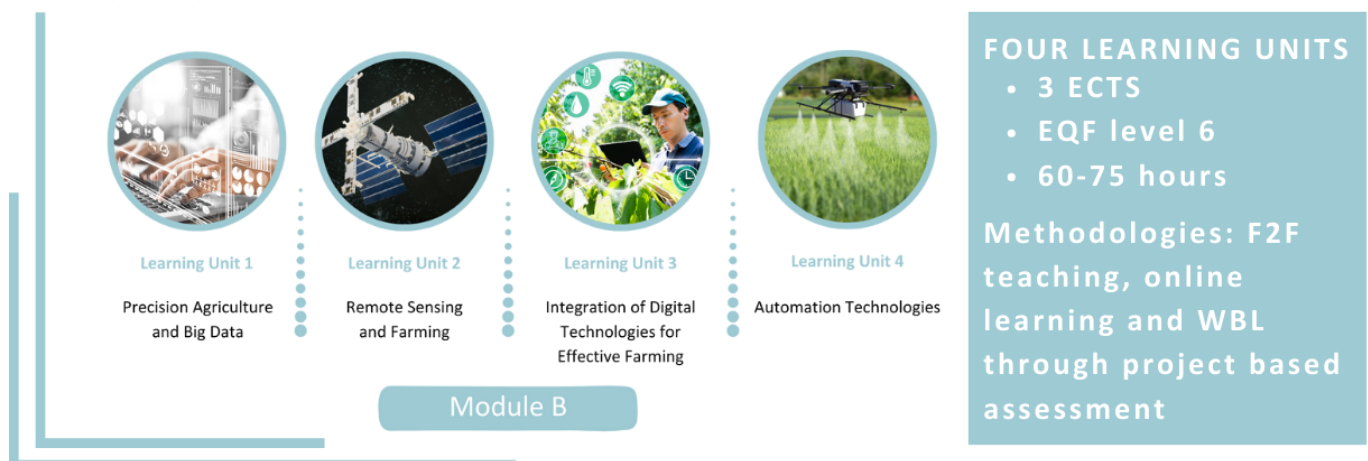 Learning Unit 1
Precision Agriculture
and Big Data
Learning Unit 2
Remote Sensing
and Farming
Learning Unit 3
Integration of Digital
Technologies for
Effective Farming
Learning Unit 4
Automation Technologies
Module B
FOUR LEARNING UNITS
• 3 ECTS
• EQF level 6
• 60-75 hours
Methodologies: F2F
teaching, online
learning and WBL
through project based
assessment